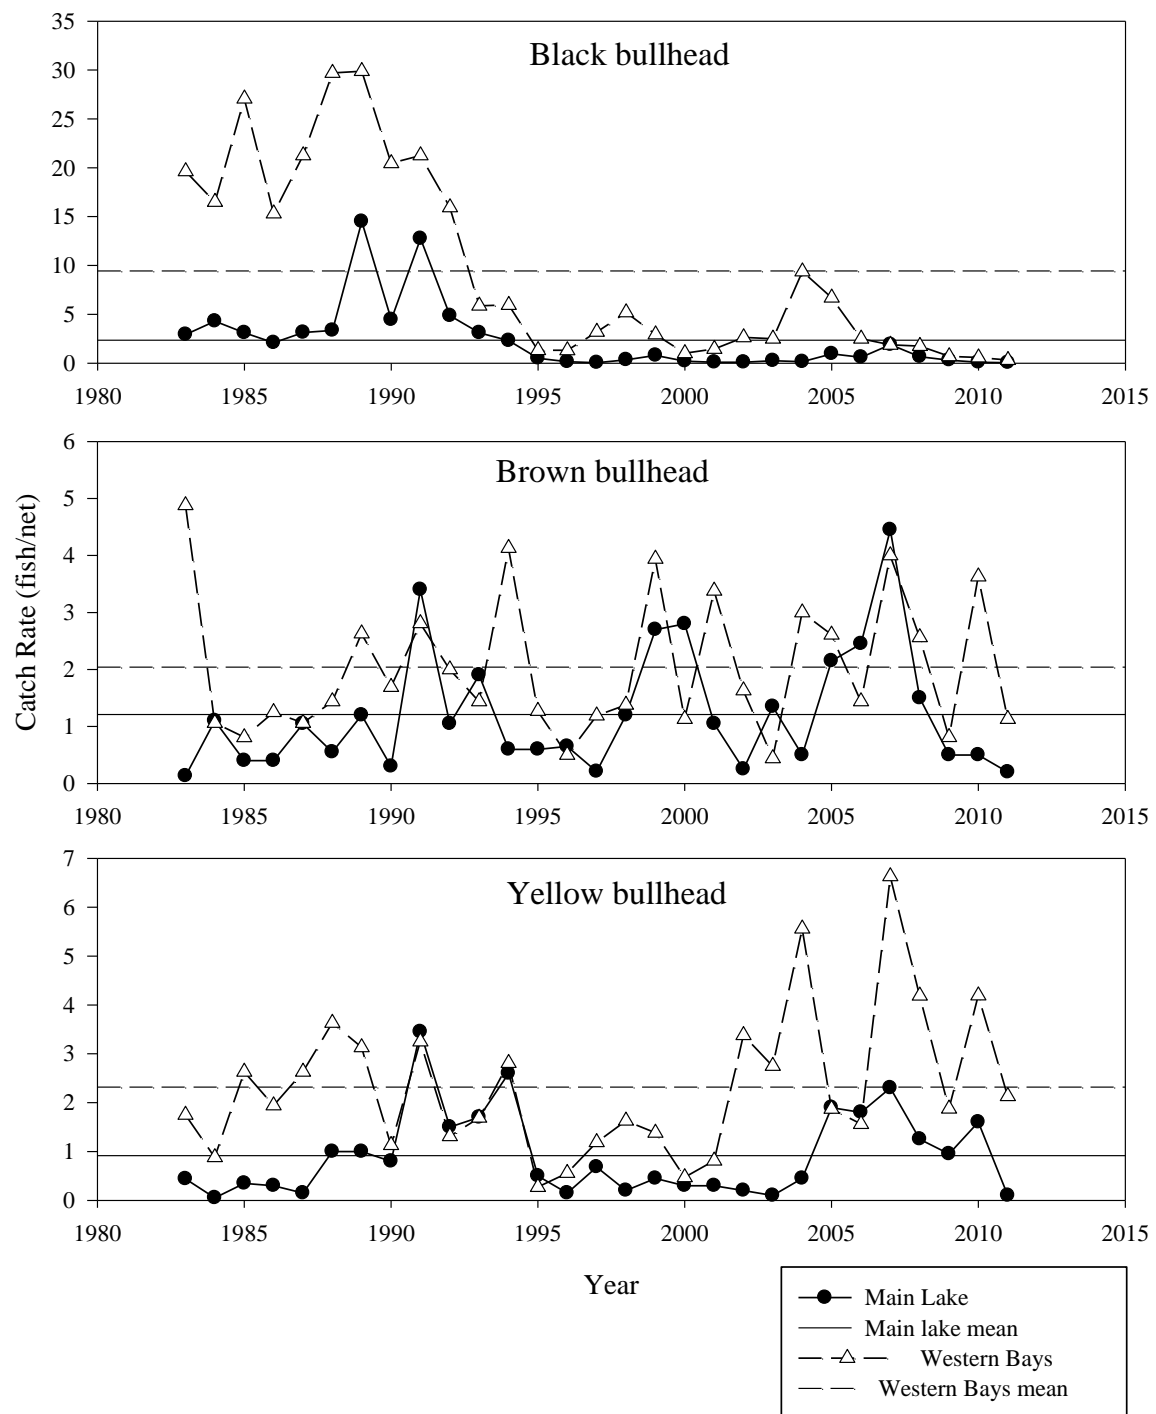 Black bullhead
35
30
25
20
15
10
5
0
1980 1985 1990 1995 2000 2005 2010 2015
Brown bullhead
6
5
4
3
2
1
0
1980 1985 1990 1995 2000 2005 2010 2015
Catch Rate (fish/net)
Yellow bullhead
7
6
5
4
3
2
1
0
1980 1985 1990 1995 2000 2005 2010 2015
Year
Main Lake
Main lake mean
Western Bays
Western Bays mean